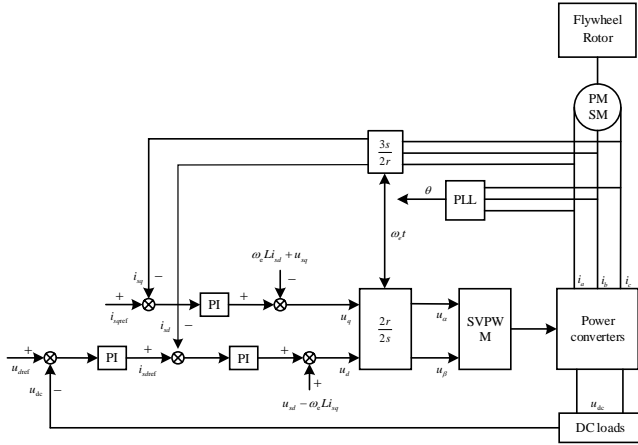 Flywheel
Rotor
PM
SM
3s
2r
θ
PLL
ω_e t
ω_e Li_sd + u_sq
i_sq
−
−
i_a
i_b
i_c
+
i_sqref
PI
+
u_q
i_sd
−
2r
2s
u_α
SVPW
M
Power
converters
+
u_dref
PI
+
i_sdref
PI
+
u_d
u_β
u_dc
−
+
u_sd − ω_e Li_sq
u_dc
DC loads